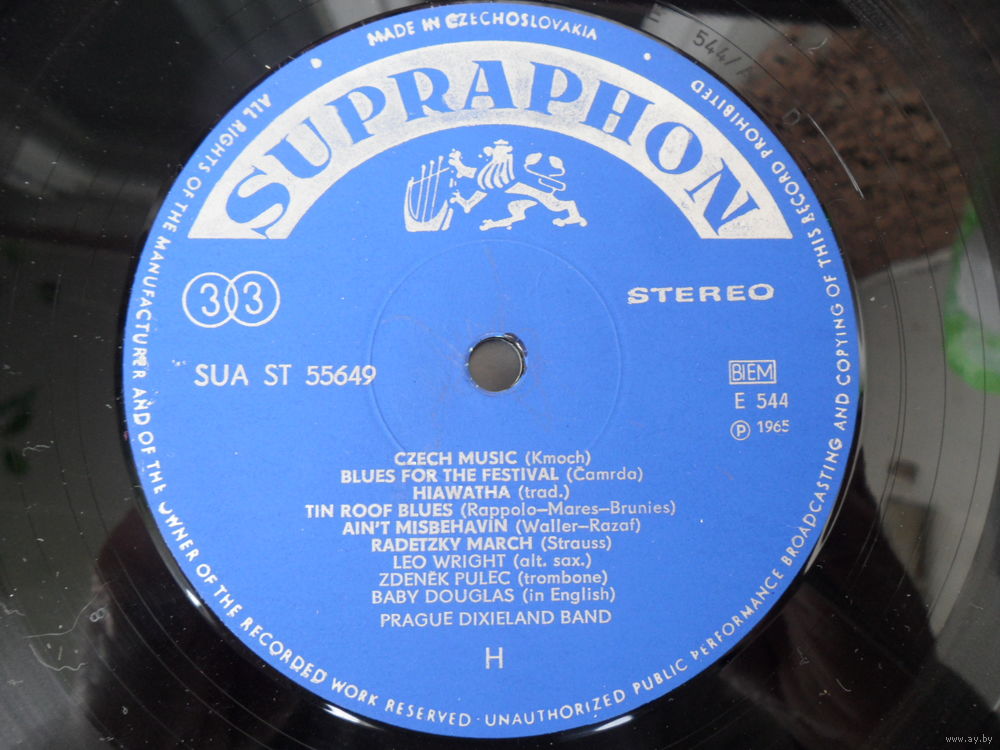 MADE IN CZECHOSLOVAKIA
SUPRAPHON
33
STEREO
SUA ST 55649
BIEM
E 544
Ⓟ 1965
CZECH MUSIC (Kmoch)
BLUES FOR THE FESTIVAL (Čamrda)
HIAWATHA (trad.)
TIN ROOF BLUES (Rappolo–Mares–Brunies)
AIN'T MISBEHAVIN (Waller–Razaf)
RADETZKY MARCH (Strauss)
LEO WRIGHT (alt. sax.)
ZDENĚK PULEC (trombone)
BABY DOUGLAS (in English)
PRAGUE DIXIELAND BAND
H
ALL RIGHTS OF THE MANUFACTURER AND OF THE OWNER OF THE RECORDED WORK RESERVED · UNAUTHORIZED PUBLIC PERFORMANCE BROADCASTING AND COPYING OF THIS RECORD PROHIBITED
www.ay.by